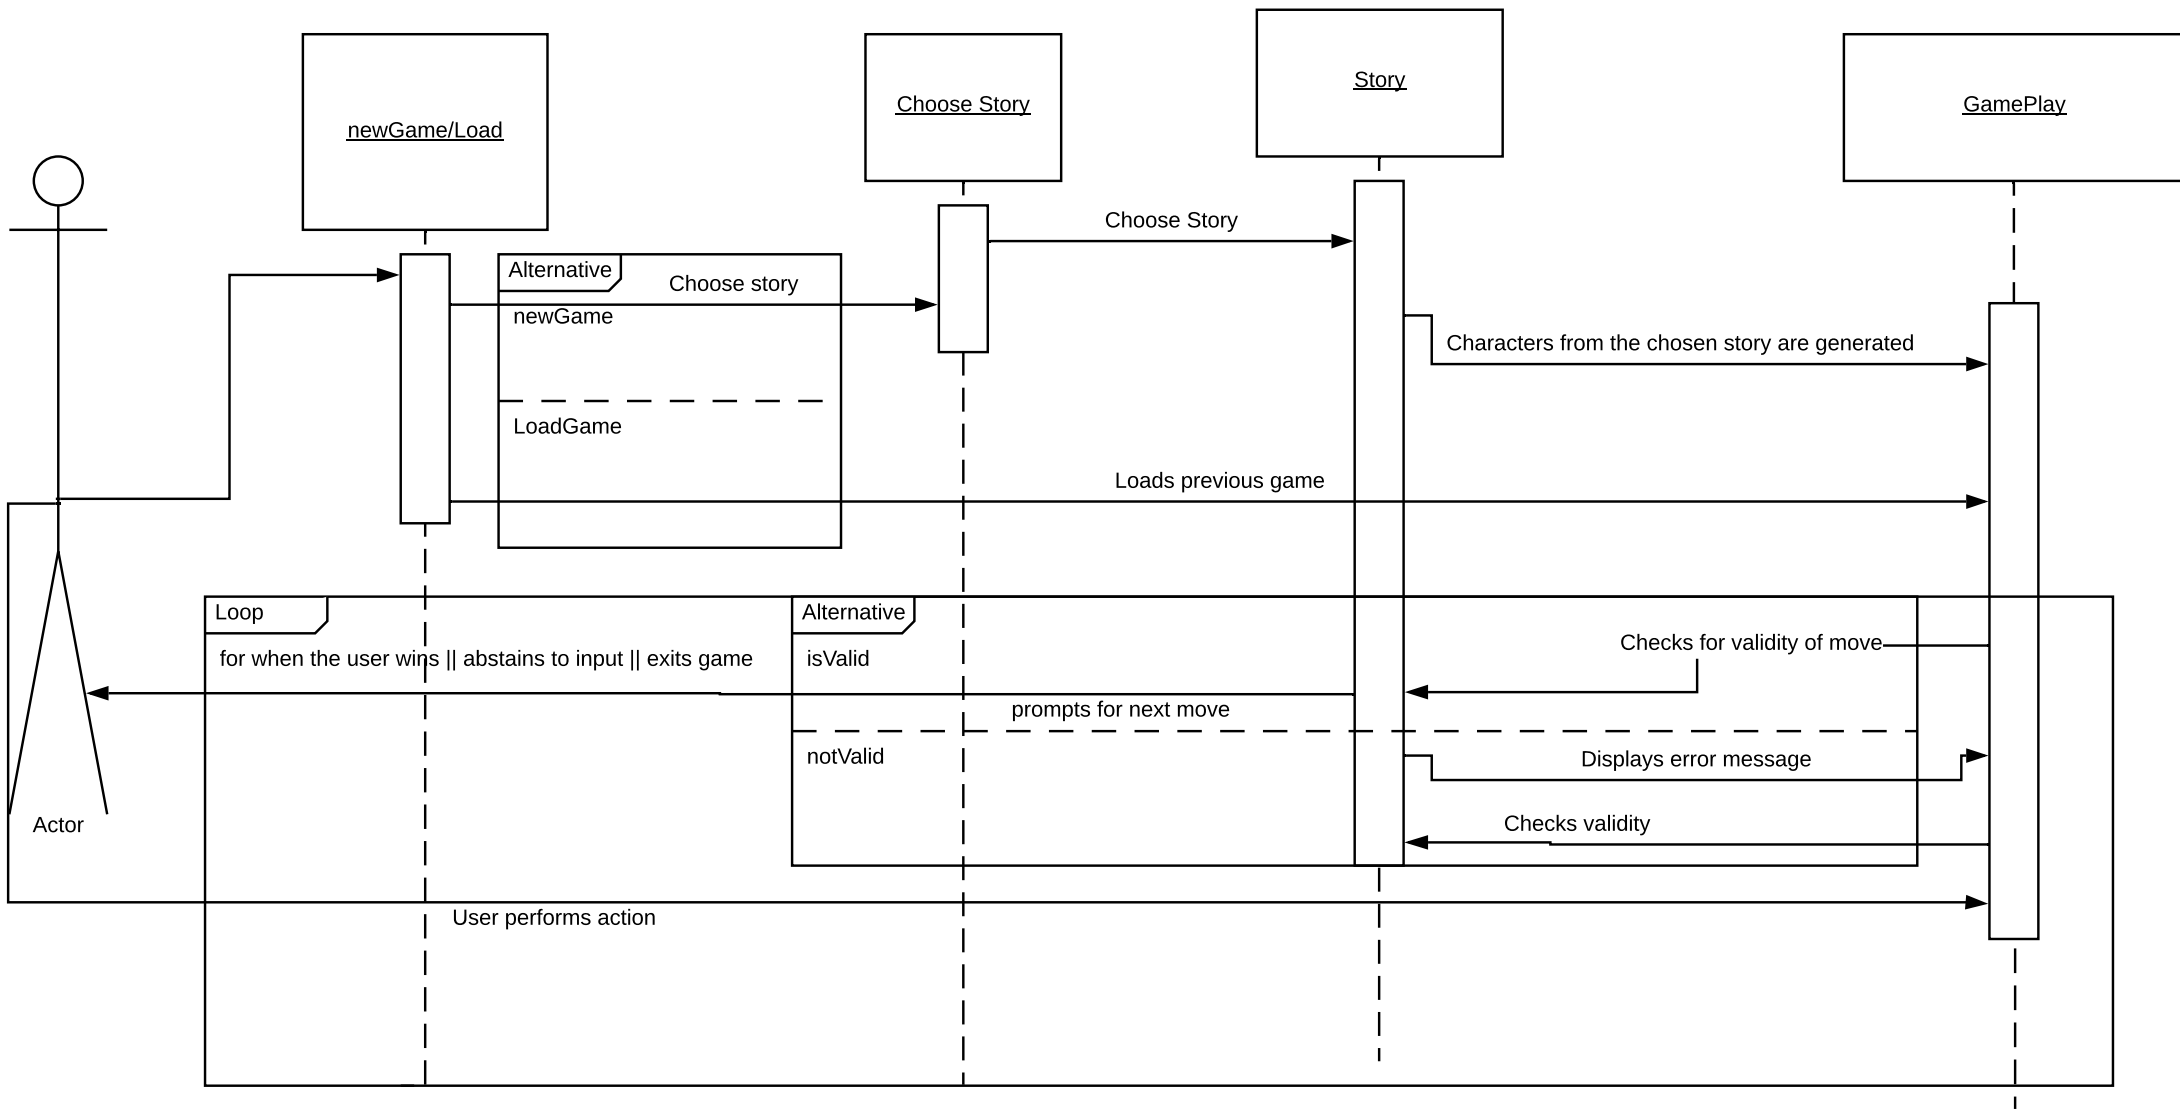 Story
Choose Story
GamePlay
newGame/Load
Choose Story
Alternative
Choose story
newGame
Characters from the chosen story are generated
LoadGame
Loads previous game
Loop
Alternative
Checks for validity of move
for when the user wins || abstains to input || exits game
isValid
prompts for next move
notValid
Displays error message
Actor
Checks validity
User performs action